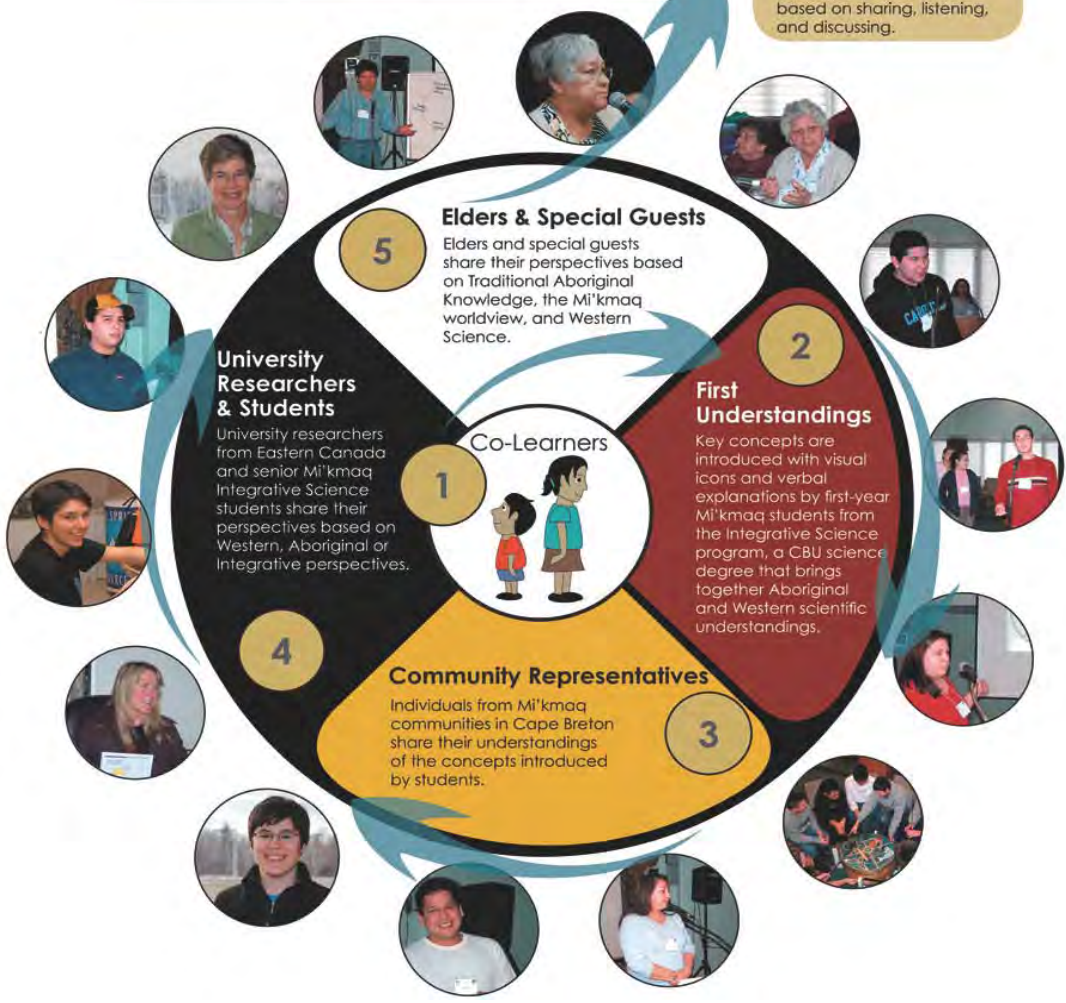 based on sharing, listening,
and discussing.
5
Elders & Special Guests
Elders and special guests
share their perspectives based
on Traditional Aboriginal
Knowledge, the Mi'kmaq
worldview, and Western
Science.
2
First
Understandings
Key concepts are
introduced with visual
icons and verbal
explanations by first-year
Mi'kmaq students from
the Integrative Science
program, a CBU science
degree that brings
together Aboriginal
and Western scientific
understandings.
University
Researchers
& Students
University researchers
from Eastern Canada
and senior Mi'kmaq
Integrative Science
students share their
perspectives based on
Western, Aboriginal or
Integrative perspectives.
1
Co-Learners
4
Community Representatives
Individuals from Mi'kmaq
communities in Cape Breton
share their understandings
of the concepts introduced
by students.
3